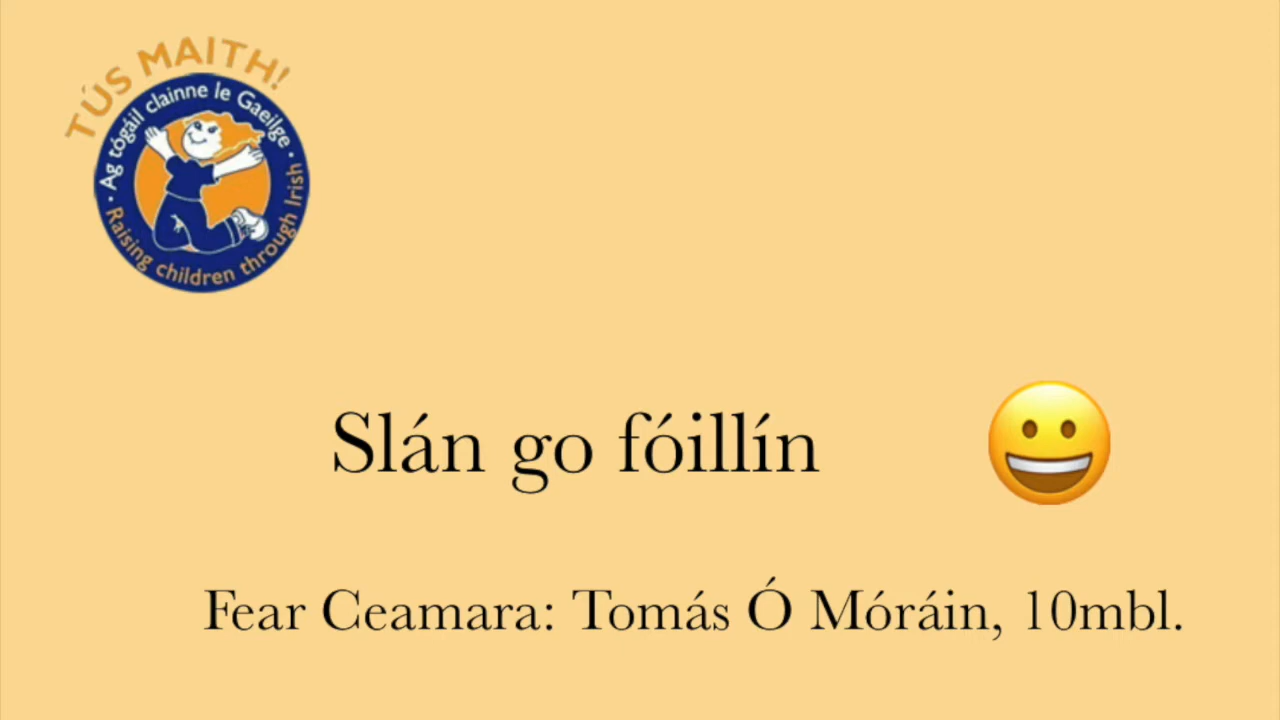 TÚS MAITH!
· Ag tógáil clainne le Gaeilge ·
Raising children through Irish
Slán go fóillín 😀
Fear Ceamara: Tomás Ó Móráin, 10mbl.